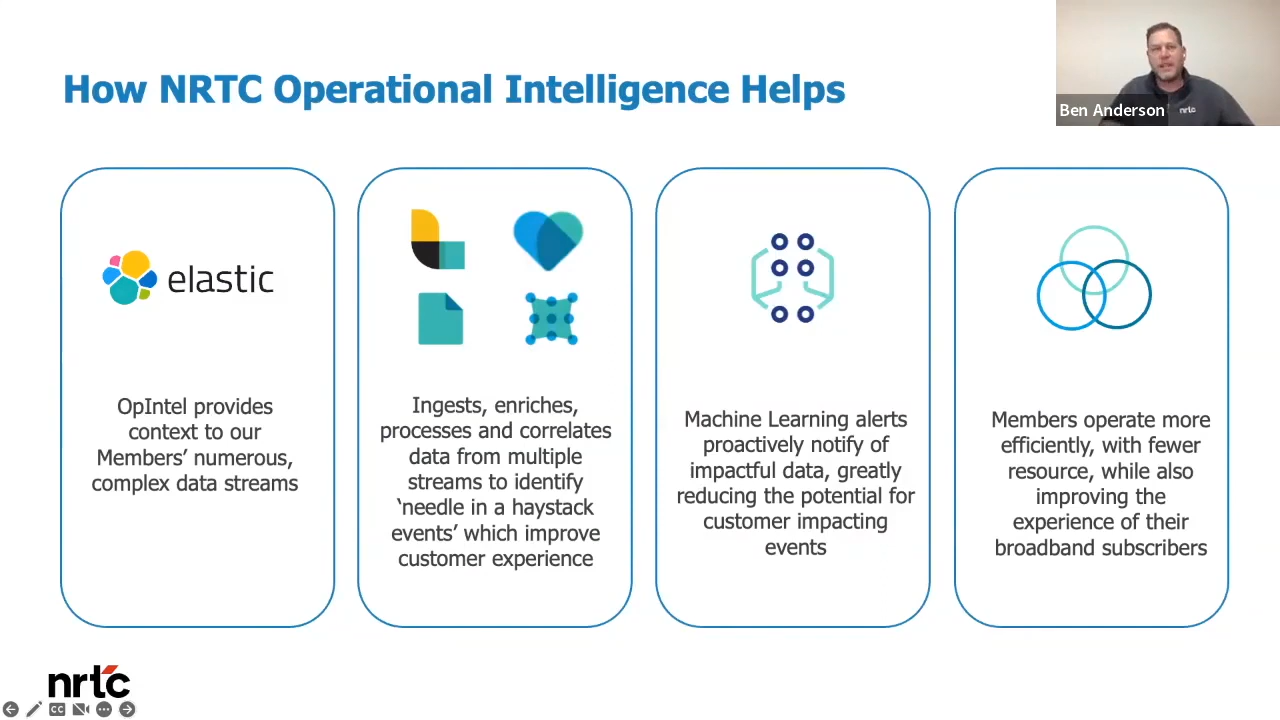 How NRTC Operational Intelligence Helps
Ben Anderson
nrtc
elastic
OpIntel provides
context to our
Members’ numerous,
complex data streams
Ingests, enriches,
processes and correlates
data from multiple
streams to identify
‘needle in a haystack
events’ which improve
customer experience
Machine Learning alerts
proactively notify of
impactful data, greatly
reducing the potential for
customer impacting
events
Members operate more
efficiently, with fewer
resource, while also
improving the
experience of their
broadband subscribers
nrtc
CC